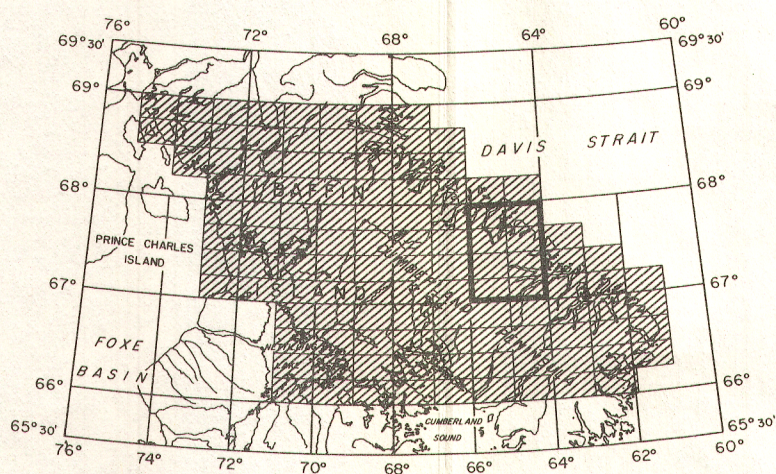 76° 72° 68° 64° 60°
69°30' 69°30'
69° 69°
DAVIS STRAIT
68° 68°
BAFFIN
PRINCE CHARLES
ISLAND
67° 67°
ISLAND
FOXE
BASIN
66° 66°
CUMBERLAND
SOUND
65°30' 65°30'
76° 74° 72° 70° 68° 66° 64° 62° 60°